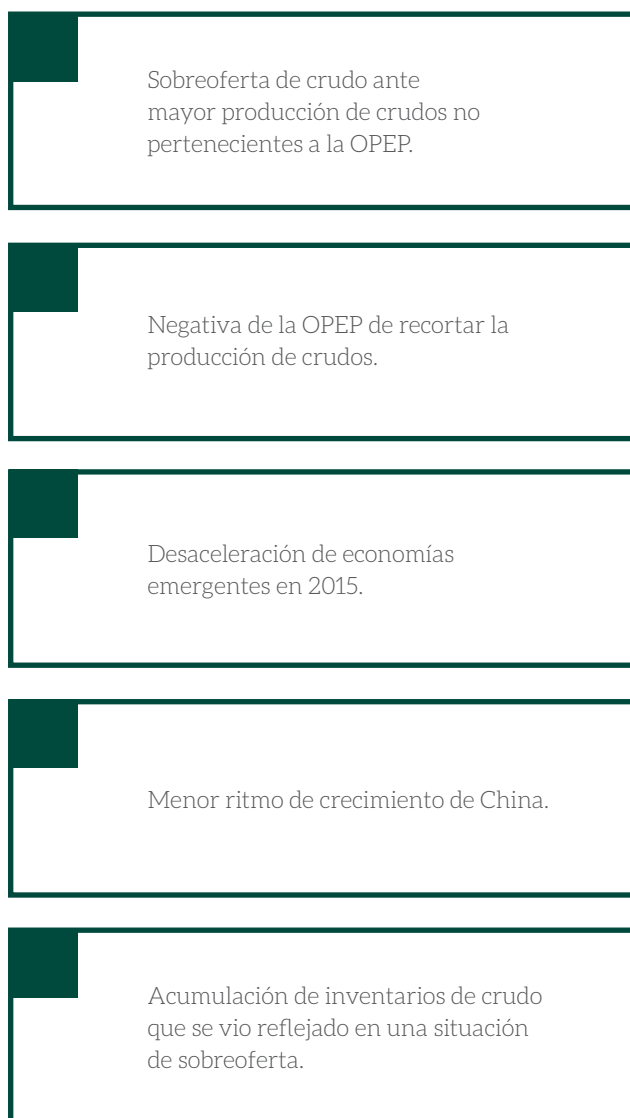 Sobreoferta de crudo ante
mayor producción de crudos no
pertenecientes a la OPEP.
Negativa de la OPEP de recortar la
producción de crudos.
Desaceleración de economías
emergentes en 2015.
Menor ritmo de crecimiento de China.
Acumulación de inventarios de crudo
que se vio reflejado en una situación
de sobreoferta.